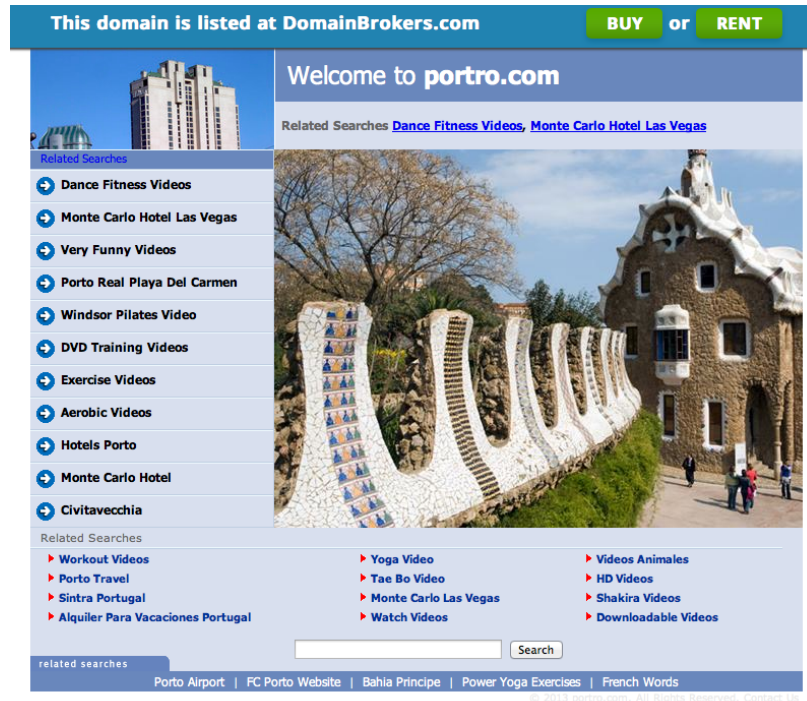 This domain is listed at DomainBrokers.com BUY or RENT
Welcome to portro.com
Related Searches Dance Fitness Videos, Monte Carlo Hotel Las Vegas
Related Searches
Dance Fitness Videos
Monte Carlo Hotel Las Vegas
Very Funny Videos
Porto Real Playa Del Carmen
Windsor Pilates Video
DVD Training Videos
Exercise Videos
Aerobic Videos
Hotels Porto
Monte Carlo Hotel
Civitavecchia
Related Searches
Workout Videos Yoga Video Videos Animales
Porto Travel Tae Bo Video HD Videos
Sintra Portugal Monte Carlo Las Vegas Shakira Videos
Alquiler Para Vacaciones Portugal Watch Videos Downloadable Videos
Search
related searches
Porto Airport | FC Porto Website | Bahia Principe | Power Yoga Exercises | French Words
© 2013 portro.com. All Rights Reserved. Contact Us